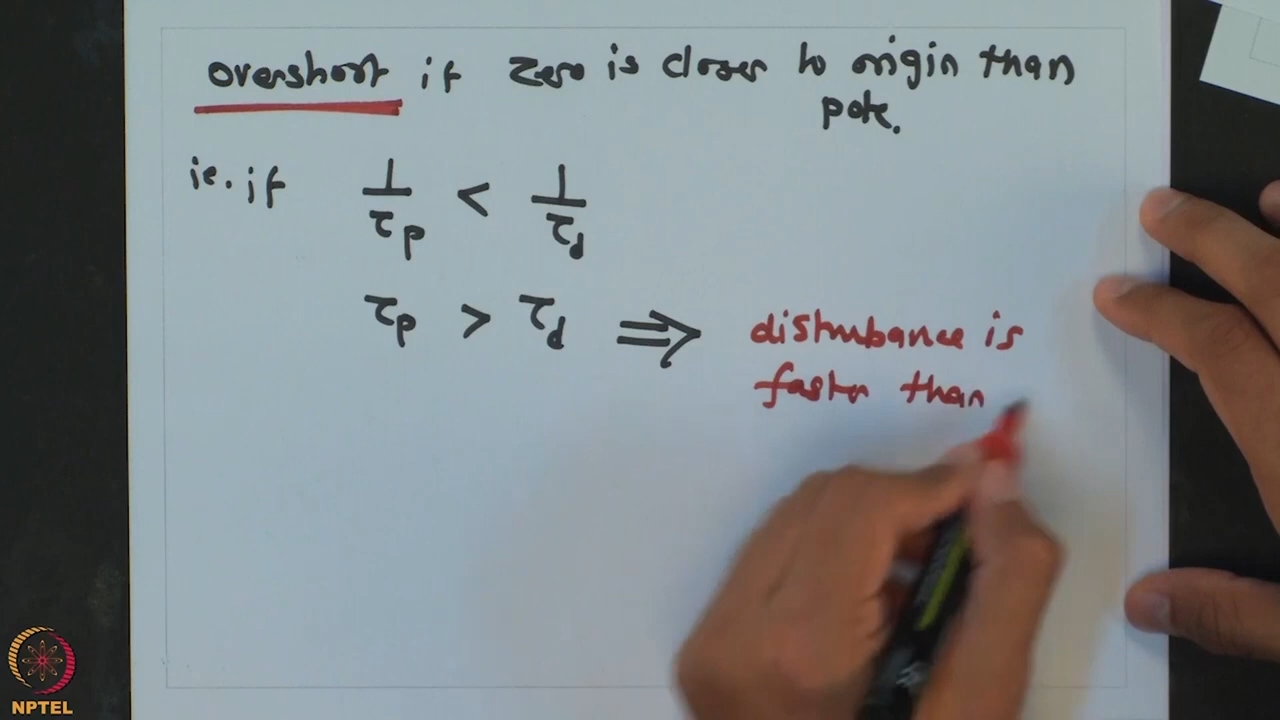 overshoot if zero is closer to origin than
pole.
ie. if 1/τp < 1/τd
τp > τd ⇒ disturbance is
faster than
NPTEL